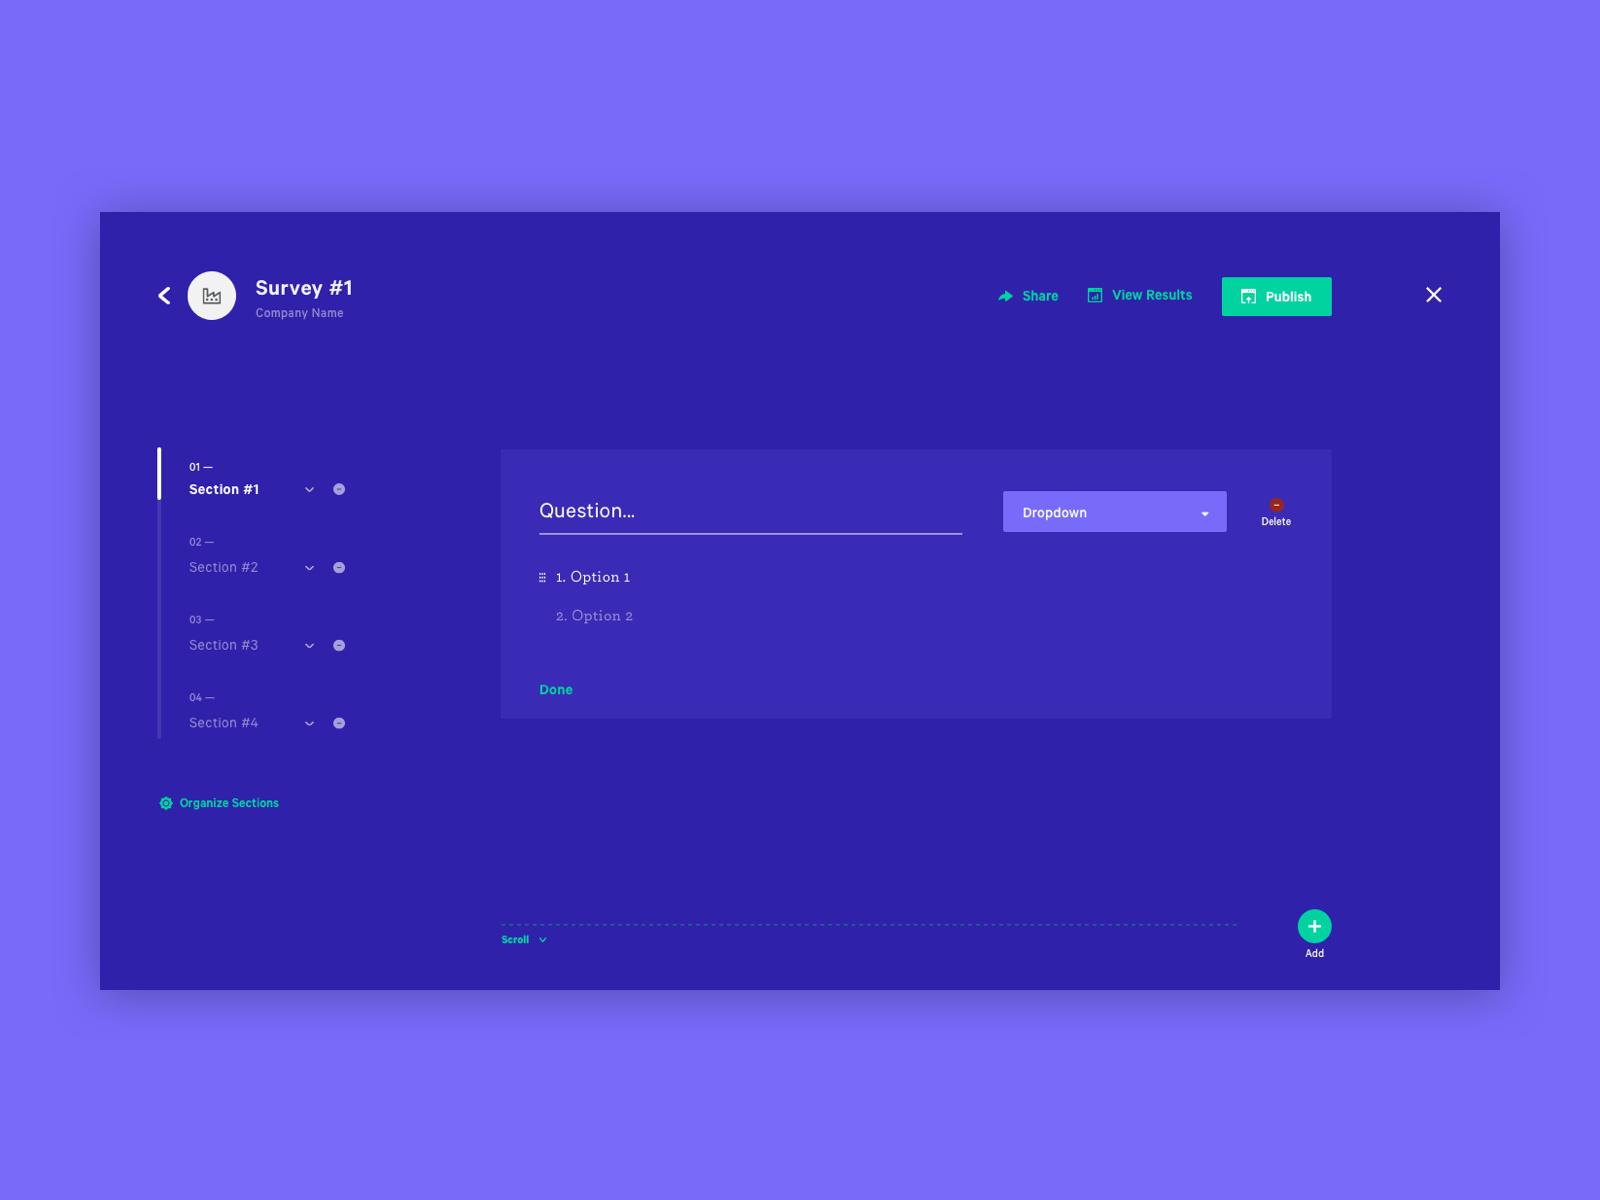 Survey #1
Company Name
Share
View Results
Publish
01 —
Section #1
02 —
Section #2
03 —
Section #3
04 —
Section #4
Organize Sections
Question...
Dropdown
Delete
1. Option 1
2. Option 2
Done
Scroll
Add